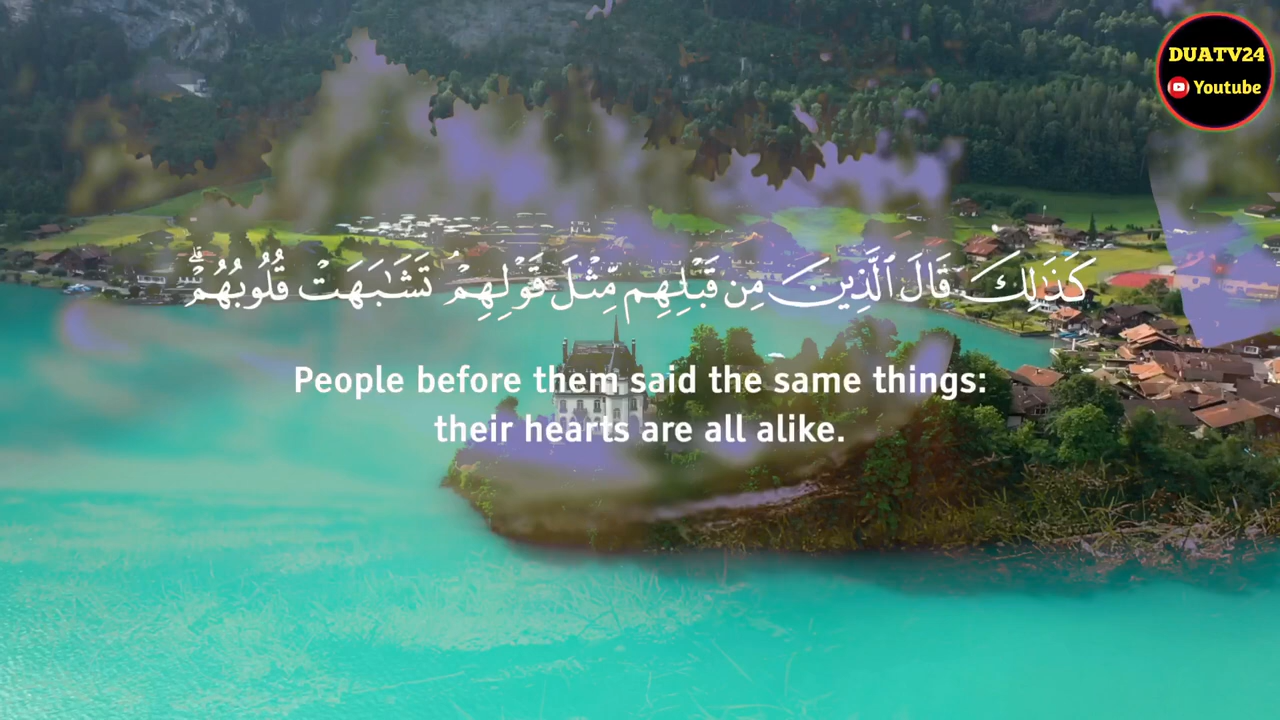 DUATV24
Youtube
كَذَٰلِكَ قَالَ ٱلَّذِينَ مِن قَبْلِهِم مِّثْلَ قَوْلِهِمْ ۘ تَشَـٰبَهَتْ قُلُوبُهُمْ ۗ
People before them said the same things:
their hearts are all alike.